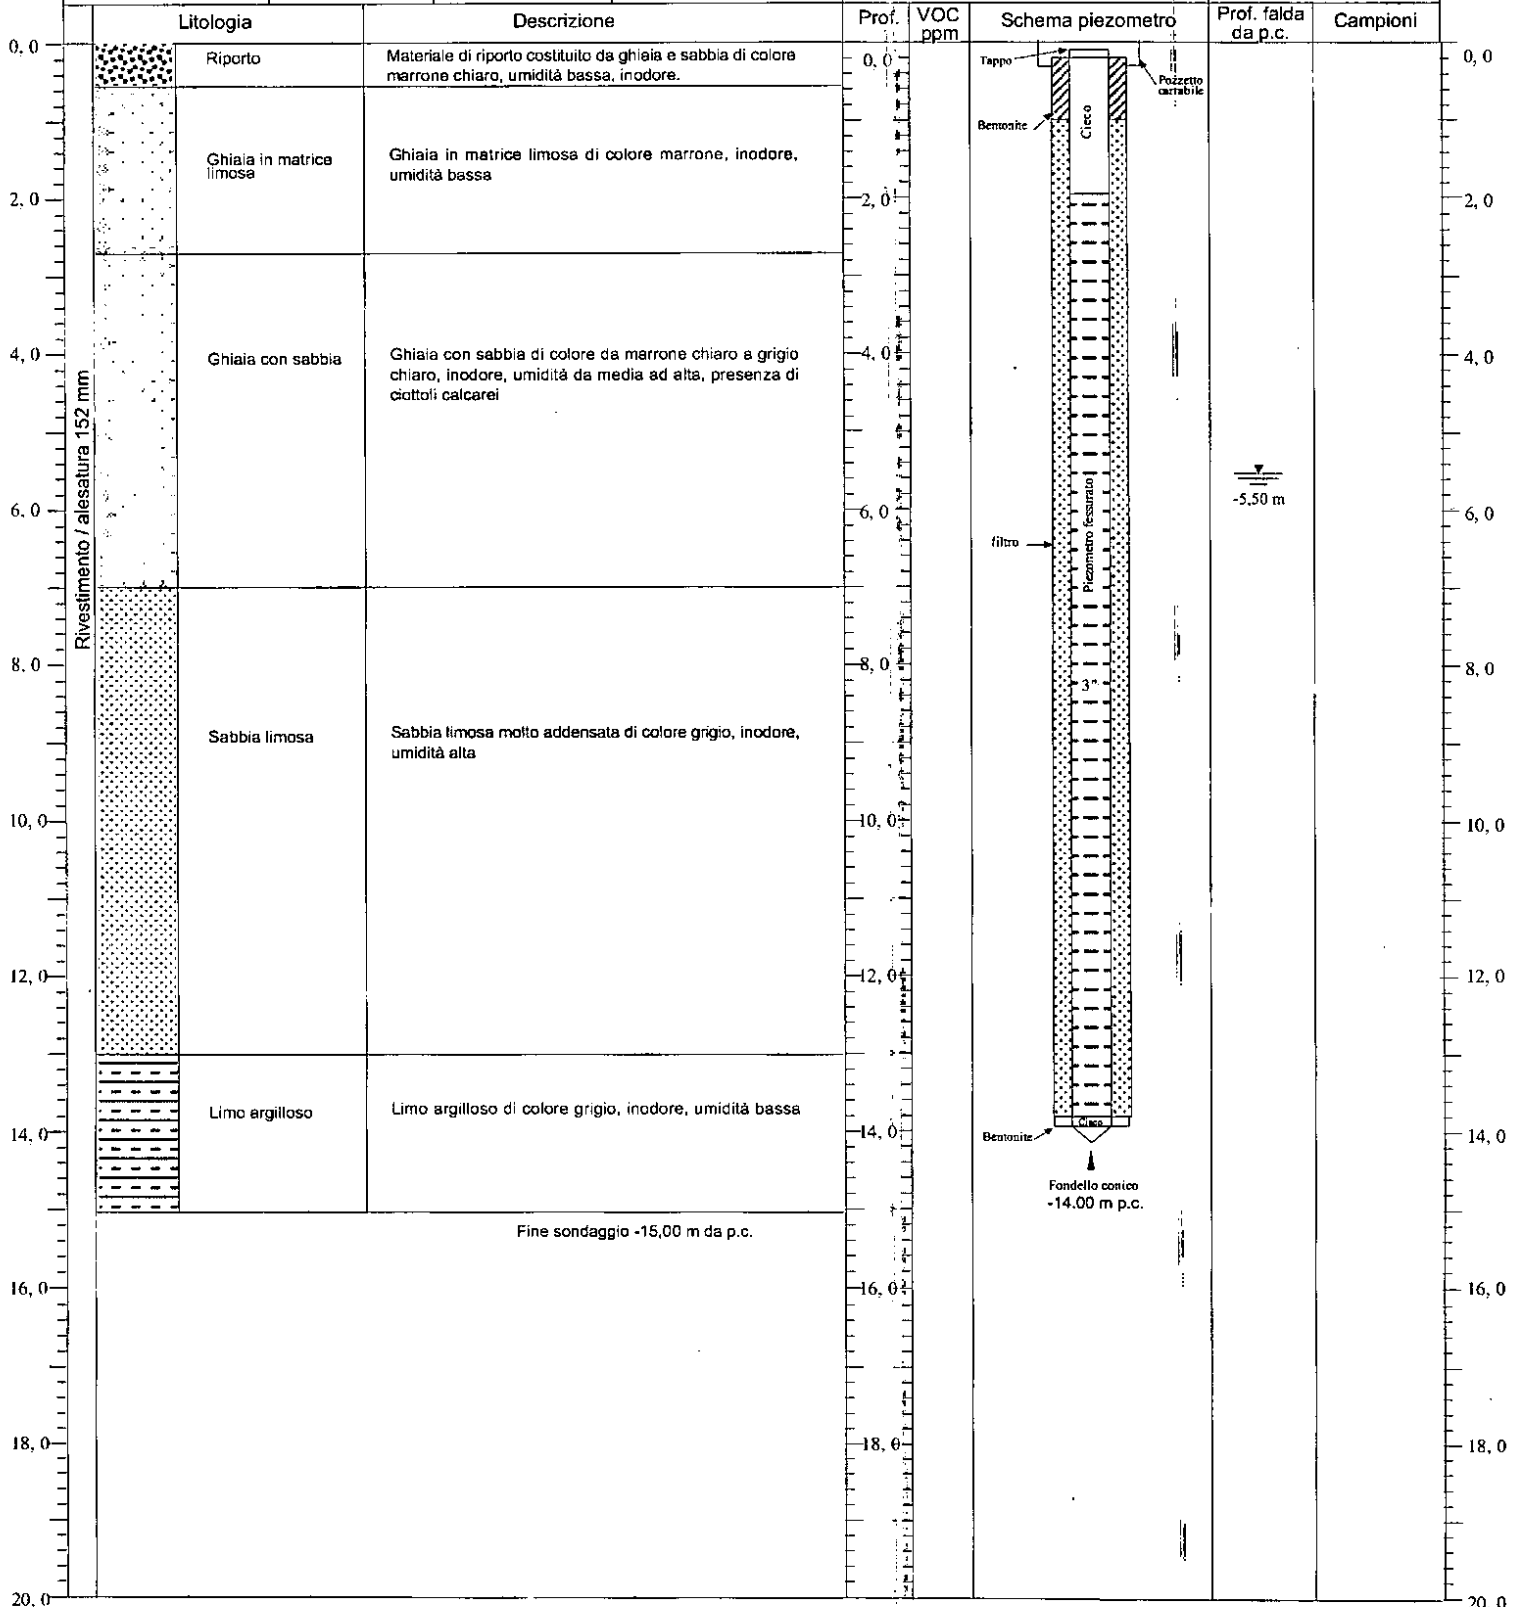 Litologia
Descrizione
Prof.
VOC
ppm
Schema piezometro
Prof. falda
da p.c.
Campioni
0, 0
Riporto
Materiale di riporto costituito da ghiaia e sabbia di colore
marrone chiaro, umidità bassa, inodore.
0, 0
Tappo
Pozzetto
carrabile
0, 0
Bentonite
Cieco
Ghiaia in matrice
limosa
Ghiaia in matrice limosa di colore marrone, inodore,
umidità bassa
2, 0
2, 0
2, 0
4, 0
Ghiaia con sabbia
Ghiaia con sabbia di colore da marrone chiaro a grigio
chiaro, inodore, umidità da media ad alta, presenza di
ciottoli calcarei
4, 0
4, 0
Rivestimento / alesatura 152 mm
-5,50 m
6, 0
6, 0
6, 0
filtro
Piezometro fessurato
8, 0
8, 0
8, 0
3"
Sabbia limosa
Sabbia limosa molto addensata di colore grigio, inodore,
umidità alta
10, 0
10, 0
10, 0
12, 0
12, 0
12, 0
Limo argilloso
Limo argilloso di colore grigio, inodore, umidità bassa
Cieco
14, 0
14, 0
Bentonite
14, 0
Fondello conico
-14.00 m p.c.
Fine sondaggio -15,00 m da p.c.
16, 0
16, 0
16, 0
18, 0
18, 0
18, 0
20, 0
20, 0